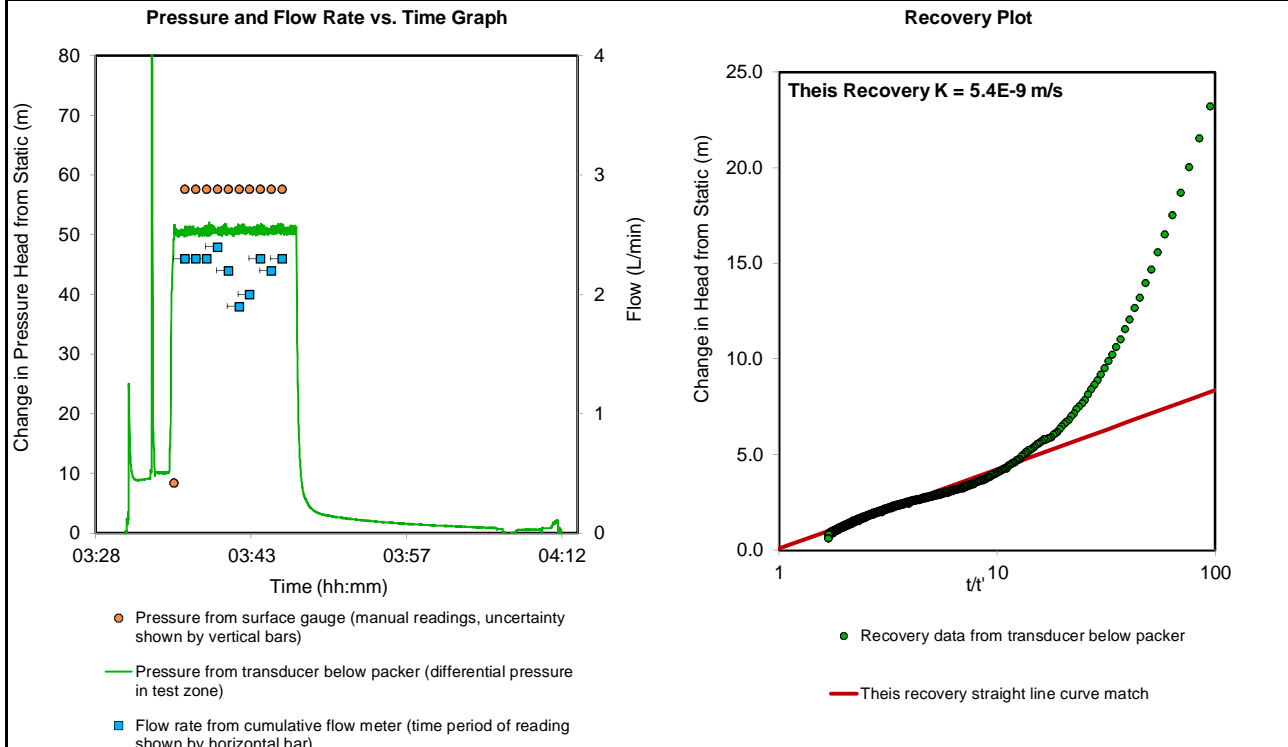 Pressure and Flow Rate vs. Time Graph
80
70
60
50
40
30
20
10
0
4
3
2
1
0
Change in Pressure Head from Static (m)
Flow (L/min)
03:28
03:43
03:57
04:12
Time (hh:mm)
Pressure from surface gauge (manual readings, uncertainty
shown by vertical bars)
Pressure from transducer below packer (differential pressure
in test zone)
Flow rate from cumulative flow meter (time period of reading
shown by horizontal bar)
Recovery Plot
Theis Recovery K = 5.4E-9 m/s
25.0
20.0
15.0
10.0
5.0
0.0
Change in Head from Static (m)
1
10
100
t/t'
Recovery data from transducer below packer
Theis recovery straight line curve match